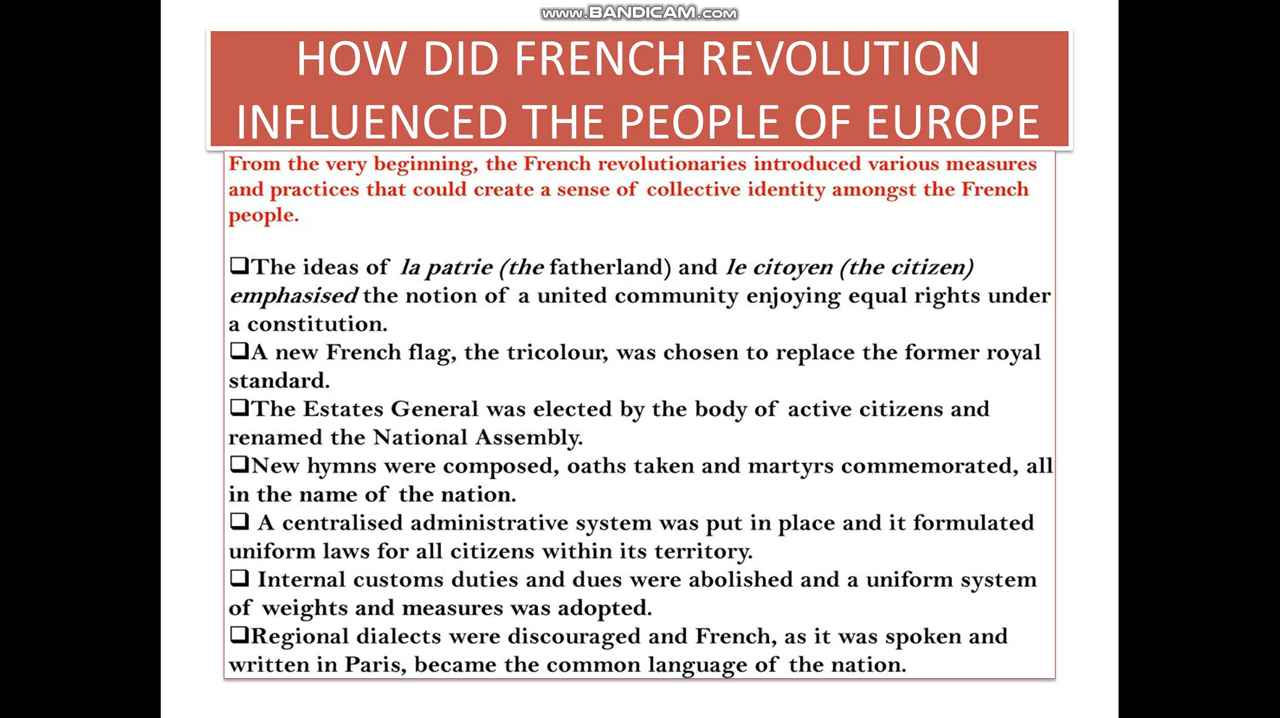 www.BANDICAM.com
HOW DID FRENCH REVOLUTION
INFLUENCED THE PEOPLE OF EUROPE
From the very beginning, the French revolutionaries introduced various measures
and practices that could create a sense of collective identity amongst the French
people.
❑The ideas of la patrie (the fatherland) and le citoyen (the citizen)
emphasised the notion of a united community enjoying equal rights under
a constitution.
❑A new French flag, the tricolour, was chosen to replace the former royal
standard.
❑The Estates General was elected by the body of active citizens and
renamed the National Assembly.
❑New hymns were composed, oaths taken and martyrs commemorated, all
in the name of the nation.
❑ A centralised administrative system was put in place and it formulated
uniform laws for all citizens within its territory.
❑ Internal customs duties and dues were abolished and a uniform system
of weights and measures was adopted.
❑Regional dialects were discouraged and French, as it was spoken and
written in Paris, became the common language of the nation.